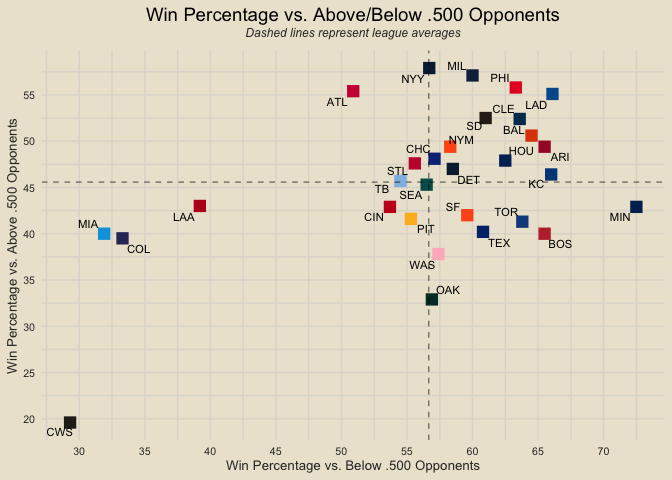 Win Percentage vs. Above/Below .500 Opponents
Dashed lines represent league averages
Win Percentage vs. Above .500 Opponents
55
50
45
40
35
30
25
20
NYY
MIL
PHI
ATL
LAD
CLE
SD
BAL
NYM
CHC
HOU
ARI
STL
DET
KC
TB
SEA
LAA
CIN
SF
TOR
MIN
MIA
PIT
COL
TEX
BOS
WAS
OAK
CWS
30
35
40
45
50
55
60
65
70
Win Percentage vs. Below .500 Opponents